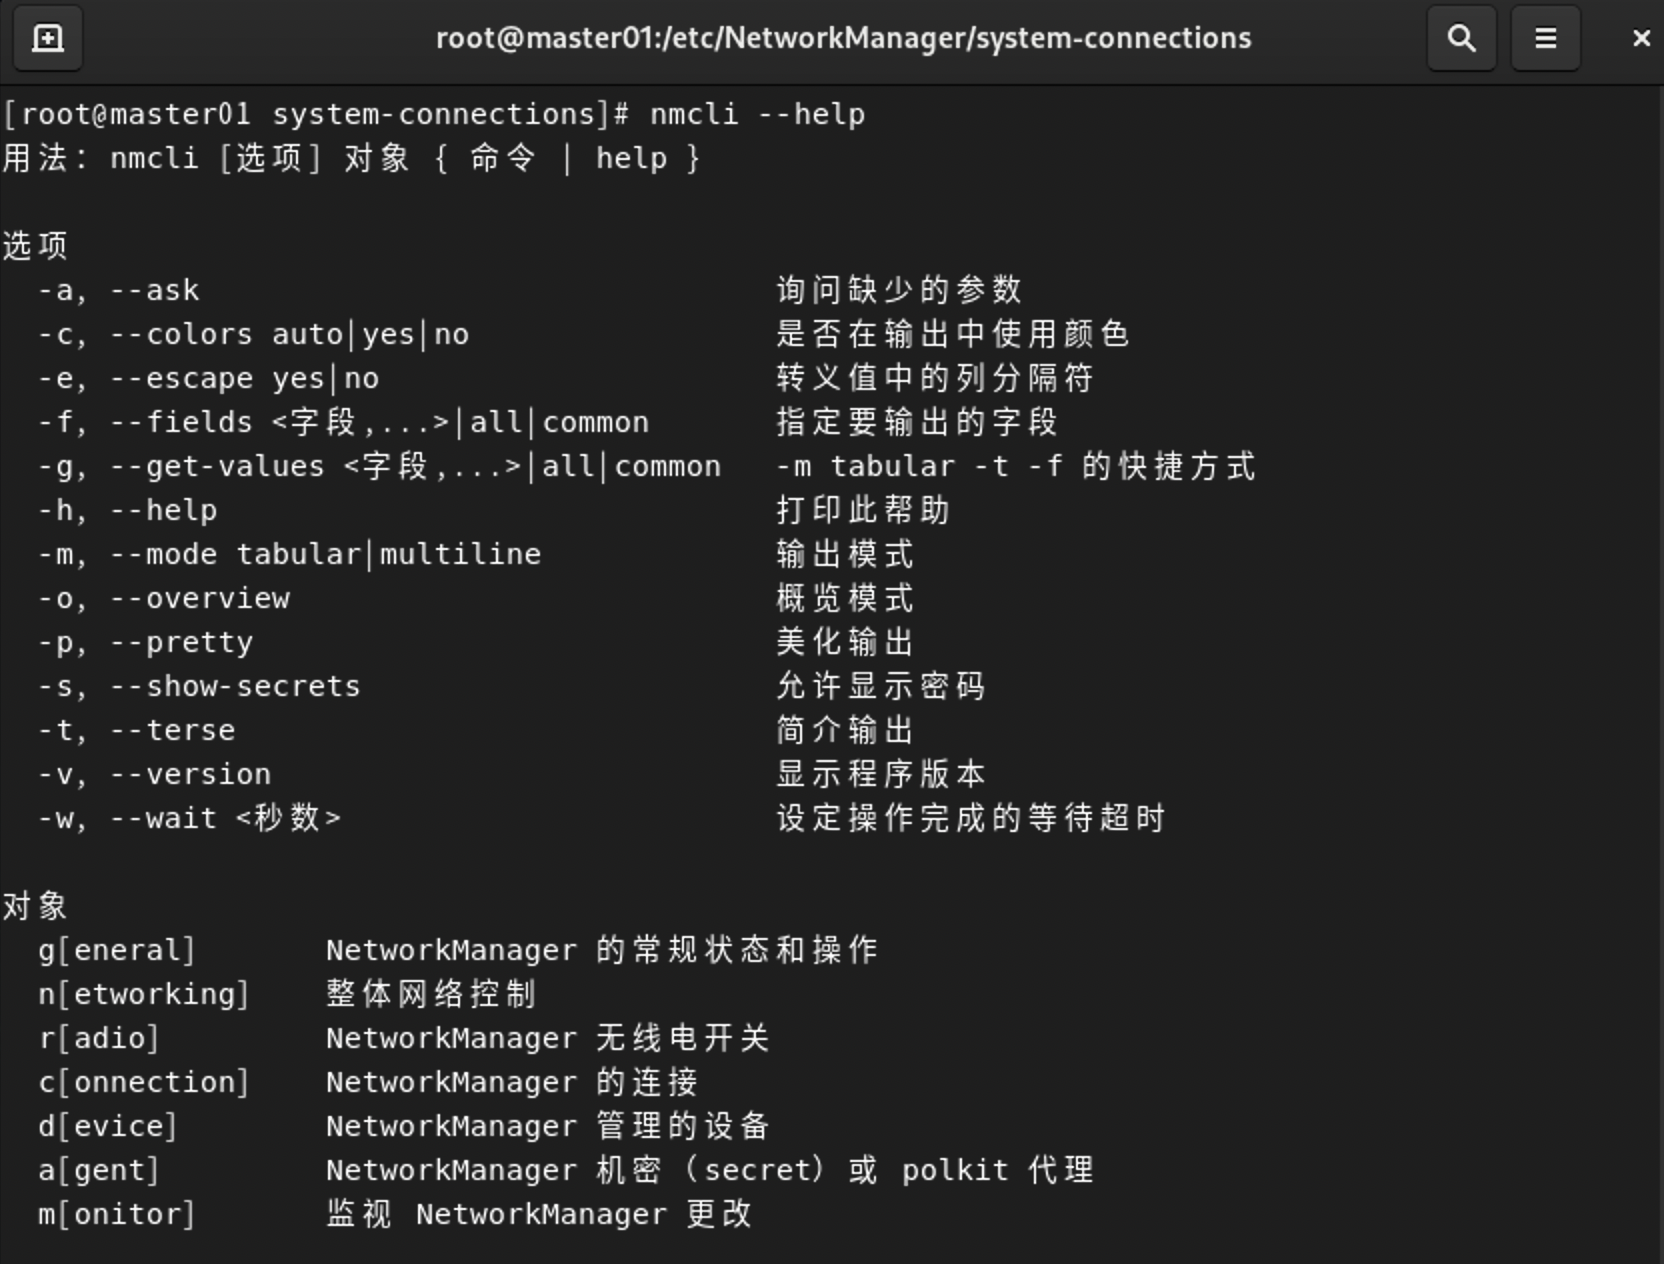 root@master01:/etc/NetworkManager/system-connections
[root@master01 system-connections]# nmcli --help
用法：nmcli [选项] 对象 { 命令 | help }
选项
-a, --ask 询问缺少的参数
-c, --colors auto|yes|no 是否在输出中使用颜色
-e, --escape yes|no 转义值中的列分隔符
-f, --fields <字段,...>|all|common 指定要输出的字段
-g, --get-values <字段,...>|all|common -m tabular -t -f 的快捷方式
-h, --help 打印此帮助
-m, --mode tabular|multiline 输出模式
-o, --overview 概览模式
-p, --pretty 美化输出
-s, --show-secrets 允许显示密码
-t, --terse 简介输出
-v, --version 显示程序版本
-w, --wait <秒数> 设定操作完成的等待超时
对象
g[eneral] NetworkManager 的常规状态和操作
n[etworking] 整体网络控制
r[adio] NetworkManager 无线电开关
c[onnection] NetworkManager 的连接
d[evice] NetworkManager 管理的设备
a[gent] NetworkManager 机密（secret）或 polkit 代理
m[onitor] 监视 NetworkManager 更改